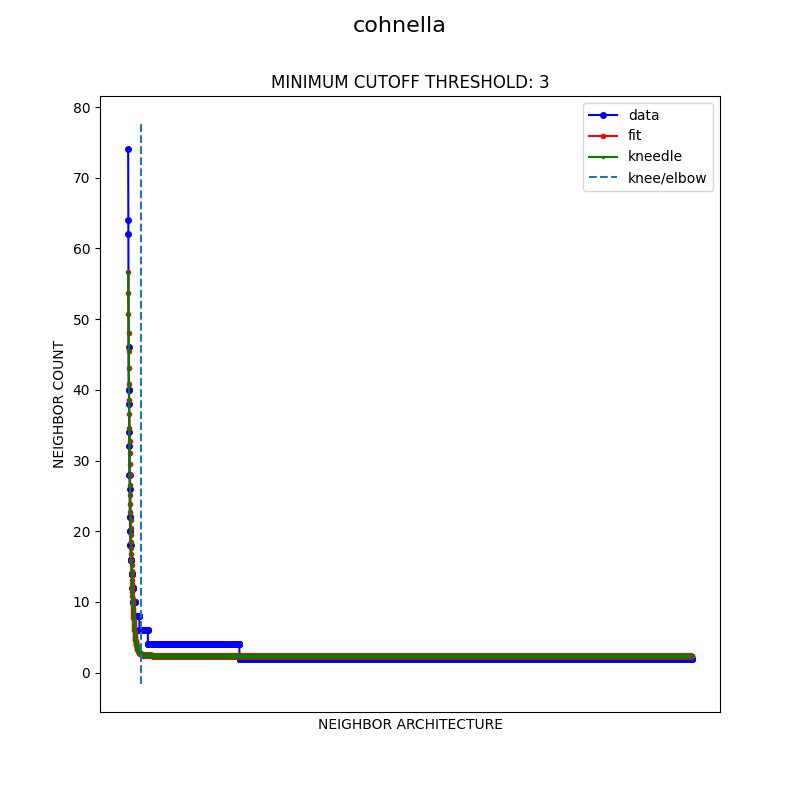 cohnella
MINIMUM CUTOFF THRESHOLD: 3
data
fit
kneedle
knee/elbow
80
70
60
50
40
30
20
10
0
NEIGHBOR COUNT
NEIGHBOR ARCHITECTURE